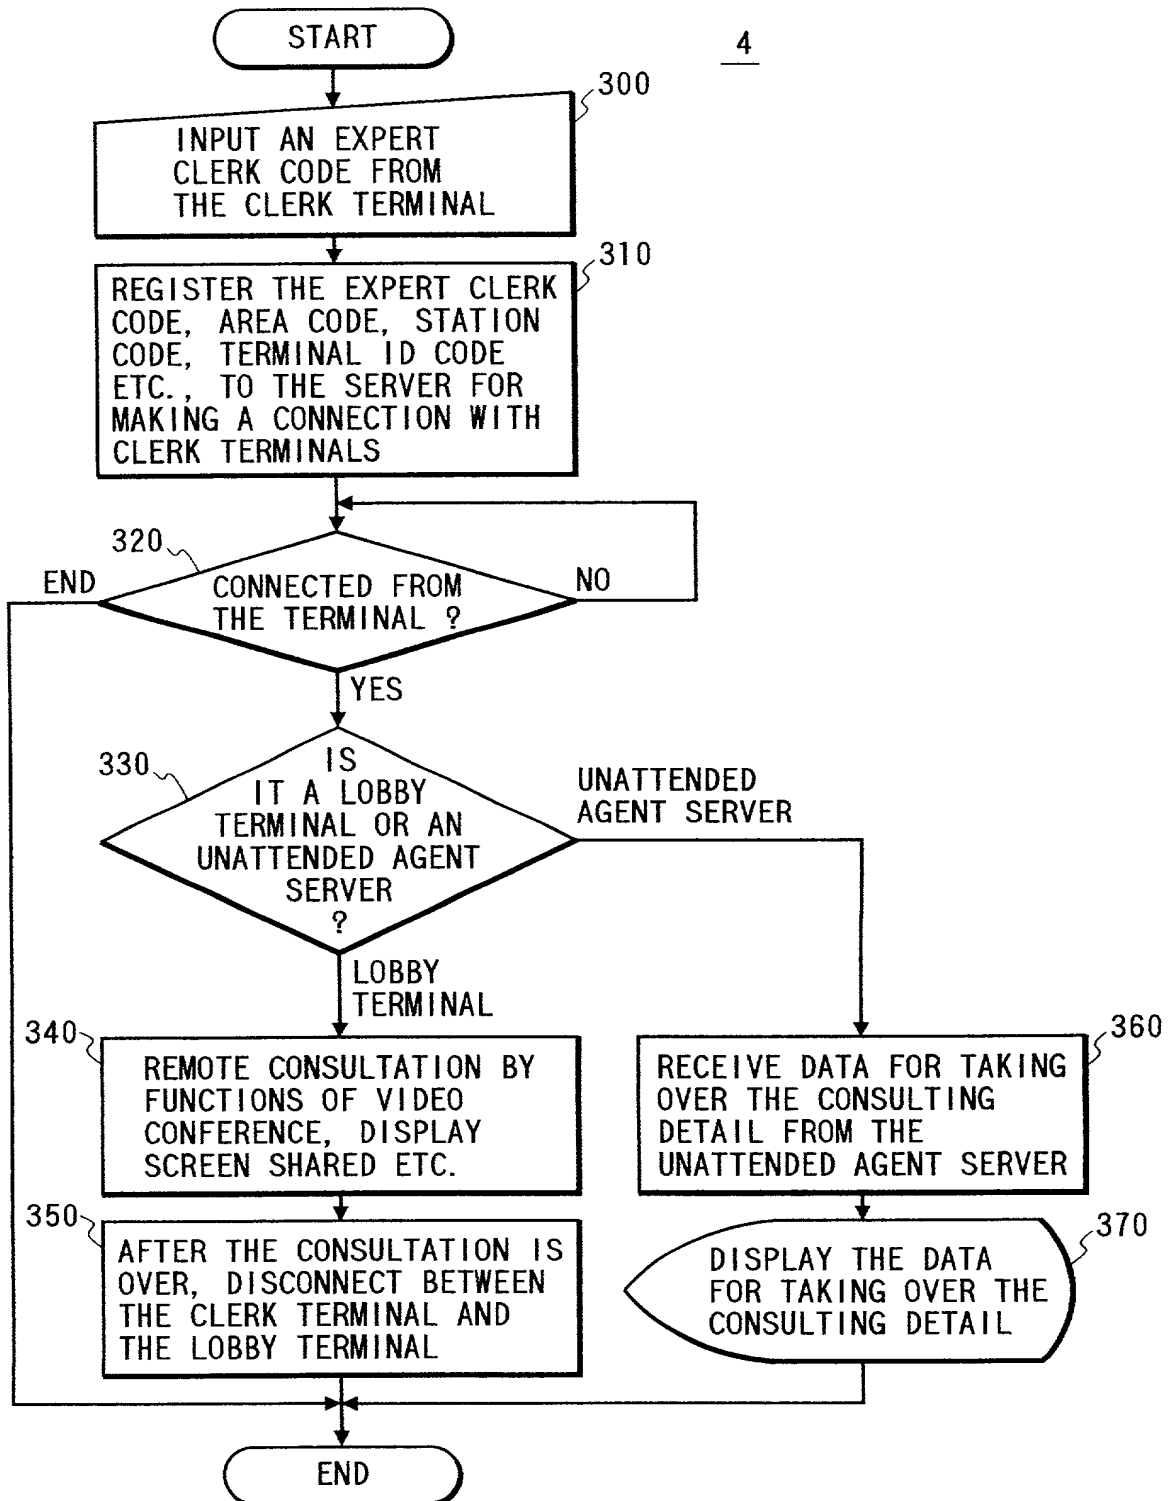 START
4
300
INPUT AN EXPERT
CLERK CODE FROM
THE CLERK TERMINAL
310
REGISTER THE EXPERT CLERK
CODE, AREA CODE, STATION
CODE, TERMINAL ID CODE
ETC., TO THE SERVER FOR
MAKING A CONNECTION WITH
CLERK TERMINALS
320
END
CONNECTED FROM
THE TERMINAL ?
NO
YES
330
IS
IT A LOBBY
TERMINAL OR AN
UNATTENDED AGENT
SERVER
?
UNATTENDED
AGENT SERVER
LOBBY
TERMINAL
340
REMOTE CONSULTATION BY
FUNCTIONS OF VIDEO
CONFERENCE, DISPLAY
SCREEN SHARED ETC.
360
RECEIVE DATA FOR TAKING
OVER THE CONSULTING
DETAIL FROM THE
UNATTENDED AGENT SERVER
350
AFTER THE CONSULTATION IS
OVER, DISCONNECT BETWEEN
THE CLERK TERMINAL AND
THE LOBBY TERMINAL
370
DISPLAY THE DATA
FOR TAKING OVER THE
CONSULTING DETAIL
END